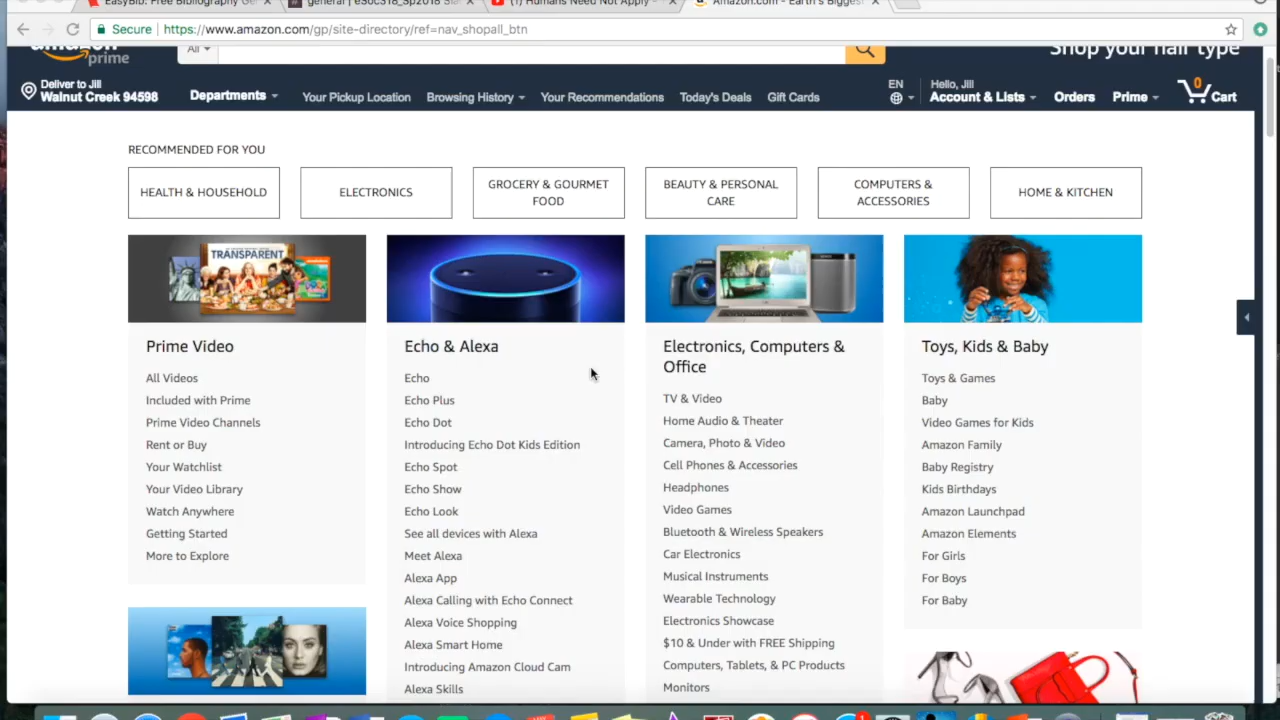 EasyBib: Free Bibliography Ge
general | eSocS18_Sp2018 Sla
(1) Humans Need Not Apply -
Amazon.com - Earth's Biggest
Secure https://www.amazon.com/gp/site-directory/ref=nav_shopall_btn
amazon
prime
All
Shop your hair type
Deliver to Jill
Walnut Creek 94598
Departments
Your Pickup Location
Browsing History
Your Recommendations
Today's Deals
Gift Cards
EN
Hello, Jill
Account & Lists
Orders
Prime
0
Cart
RECOMMENDED FOR YOU
HEALTH & HOUSEHOLD
ELECTRONICS
GROCERY & GOURMET
FOOD
BEAUTY & PERSONAL
CARE
COMPUTERS &
ACCESSORIES
HOME & KITCHEN
TRANSPARENT
Prime Video
All Videos
Included with Prime
Prime Video Channels
Rent or Buy
Your Watchlist
Your Video Library
Watch Anywhere
Getting Started
More to Explore
Echo & Alexa
Echo
Echo Plus
Echo Dot
Introducing Echo Dot Kids Edition
Echo Spot
Echo Show
Echo Look
See all devices with Alexa
Meet Alexa
Alexa App
Alexa Calling with Echo Connect
Alexa Voice Shopping
Alexa Smart Home
Introducing Amazon Cloud Cam
Alexa Skills
Electronics, Computers &
Office
TV & Video
Home Audio & Theater
Camera, Photo & Video
Cell Phones & Accessories
Headphones
Video Games
Bluetooth & Wireless Speakers
Car Electronics
Musical Instruments
Wearable Technology
Electronics Showcase
$10 & Under with FREE Shipping
Computers, Tablets, & PC Products
Monitors
Toys, Kids & Baby
Toys & Games
Baby
Video Games for Kids
Amazon Family
Baby Registry
Kids Birthdays
Amazon Launchpad
Amazon Elements
For Girls
For Boys
For Baby